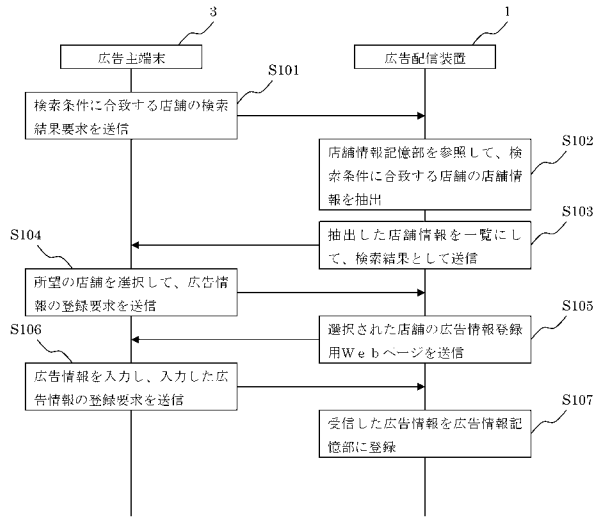 3
1
広告主端末
広告配信装置
S101
検索条件に合致する店舗の検索
結果要求を送信
S102
店舗情報記憶部を参照して、検
索条件に合致する店舗の店舗情
報を抽出
S103
抽出した店舗情報を一覧にし
て、検索結果として送信
S104
所望の店舗を選択して、広告情
報の登録要求を送信
S105
選択された店舗の広告情報登録
用Webページを送信
S106
広告情報を入力し、入力した広
告情報の登録要求を送信
S107
受信した広告情報を広告情報記
憶部に登録